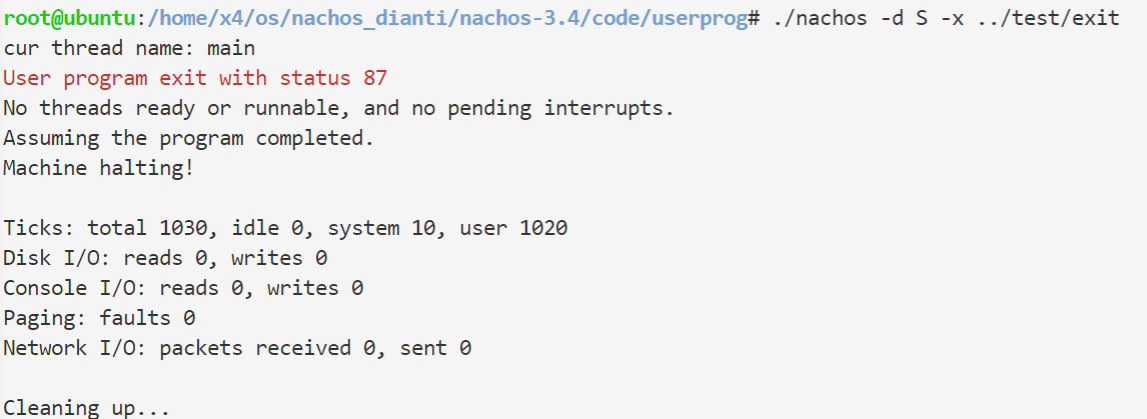 root@ubuntu:/home/x4/os/nachos_dianti/nachos-3.4/code/userprog# ./nachos -d S -x ../test/exit
cur thread name: main
User program exit with status 87
No threads ready or runnable, and no pending interrupts.
Assuming the program completed.
Machine halting!
Ticks: total 1030, idle 0, system 10, user 1020
Disk I/O: reads 0, writes 0
Console I/O: reads 0, writes 0
Paging: faults 0
Network I/O: packets received 0, sent 0
Cleaning up...